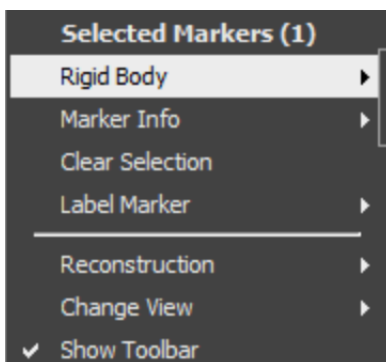 Selected Markers (1)
Rigid Body
Marker Info
Clear Selection
Label Marker
Reconstruction
Change View
Show Toolbar